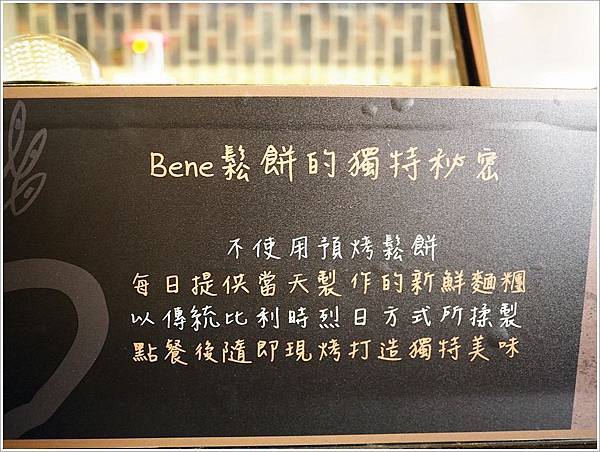 Bene鬆餅的獨特祕密
不使用預烤鬆餅
每日提供當天製作的新鮮麵糰
以傳統比利時烈日方式所揉製
點餐後隨即現烤打造獨特美味